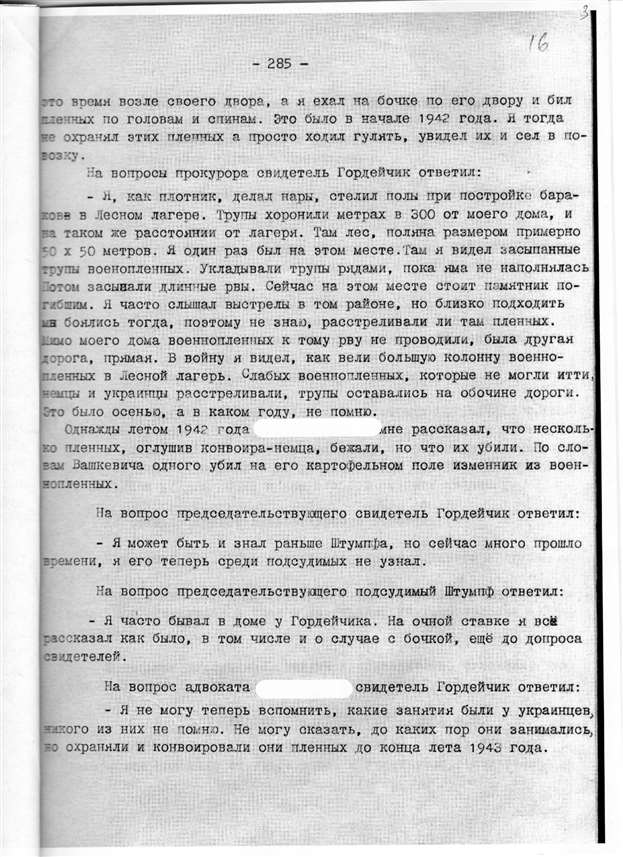 3
16
- 285 -
это время возле своего двора, а я ехал на бочке по его двору и бил
пленных по головам и спинам. Это было в начале 1942 года. Я тогда
не охранял этих пленных а просто ходил гулять, увидел их и сел в по-
возку.
На вопросы прокурора свидетель Гордейчик ответил:
- Я, как плотник, делал нары, стелил полы при постройке бара-
ков в Лесном лагере. Трупы хоронили метрах в 300 от моего дома, и
на таком же расстоянии от лагеря. Там лес, поляна размером примерно
50 х 50 метров. Я один раз был на этом месте.Там я видел засыпанные
трупы военопленных. Укладывали трупы рядами, пока яма не наполнялась
Потом засыпали длинные рвы. Сейчас на этом месте стоит памятник по-
гибшим. Я часто слышал выстрелы в том районе, но близко подходить
мы боялись тогда, поэтому не знаю, расстреливали ли там пленных.
Мимо моего дома военнопленных к тому рву не проводили, была другая
дорога, прямая. В войну я видел, как вели большую колонну военно-
пленных в Лесной лагерь. Слабых военнопленных, которые не могли итти,
немцы и украинцы расстреливали, трупы оставались на обочине дороги.
Это было осенью, а в каком году, не помню.
Однажды летом 1942 года мне рассказал, что несколь-
ко пленных, оглушив конвоира-немца, бежали, но что их убили. По сло-
вам Вашкевича одного убил на его картофельном поле изменник из воен-
нопленных.
На вопрос председательствующего свидетель Гордейчик ответил:
- Я может быть и знал раньше Штумпфа, но сейчас много прошло
времени, я его теперь среди подсудимых не узнал.
На вопрос председательствующего подсудимый Штумпф ответил:
- Я часто бывал в доме у Гордейчика. На очной ставке я всё
рассказал как было, в том числе и о случае с бочкой, ещё до допроса
свидетелей.
На вопрос адвоката свидетель Гордейчик ответил:
- Я не могу теперь вспомнить, какие занятия были у украинцев,
никого из них не помню. Не могу сказать, до каких пор они занимались,
но охраняли и конвоировали они пленных до конца лета 1943 года.